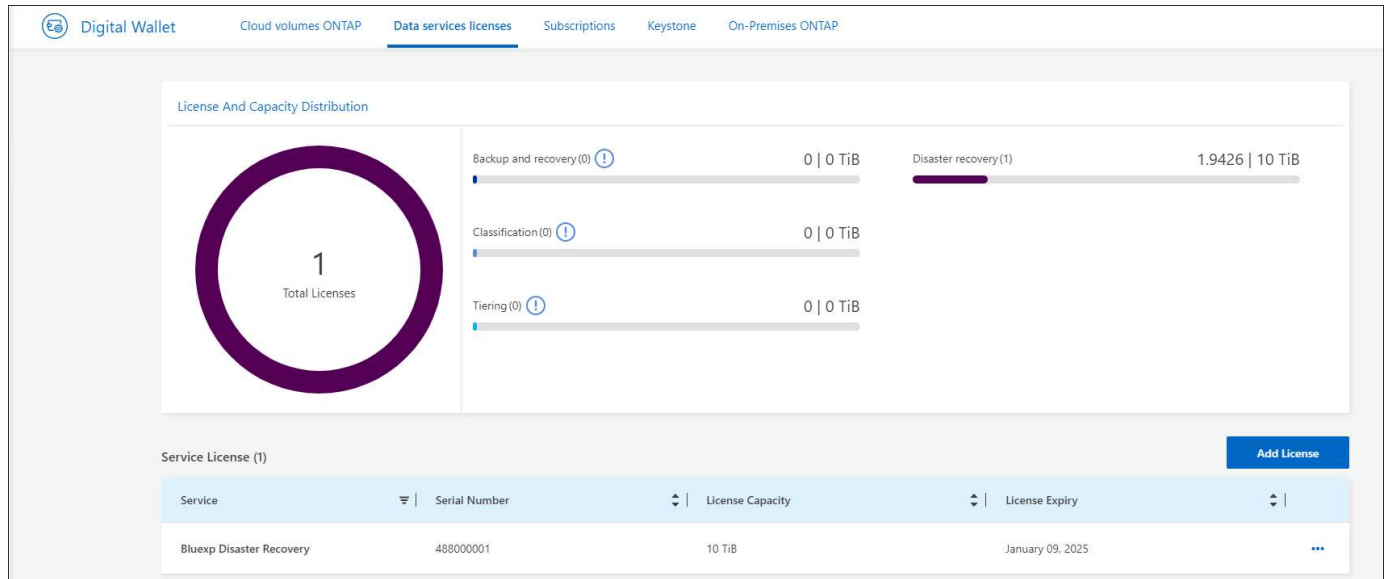 Digital Wallet Cloud volumes ONTAP Data services licenses Subscriptions Keystone On-Premises ONTAP
License And Capacity Distribution
Backup and recovery (0) 0 | 0 TiB Disaster recovery (1) 1.9426 | 10 TiB
Classification (0) 0 | 0 TiB
1
Total Licenses
Tiering (0) 0 | 0 TiB
Service License (1) Add License
Service Serial Number License Capacity License Expiry
Bluexp Disaster Recovery 488000001 10 TiB January 09, 2025